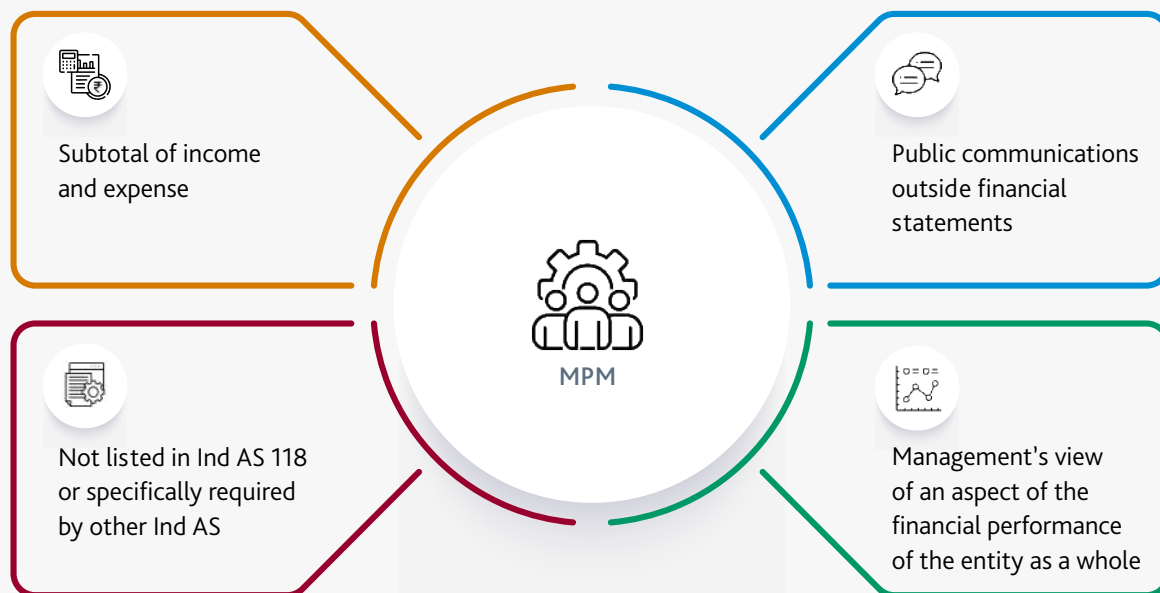 Subtotal of income
and expense
Public communications
outside financial
statements
MPM
Not listed in Ind AS 118
or specifically required
by other Ind AS
Management’s view
of an aspect of the
financial performance
of the entity as a whole